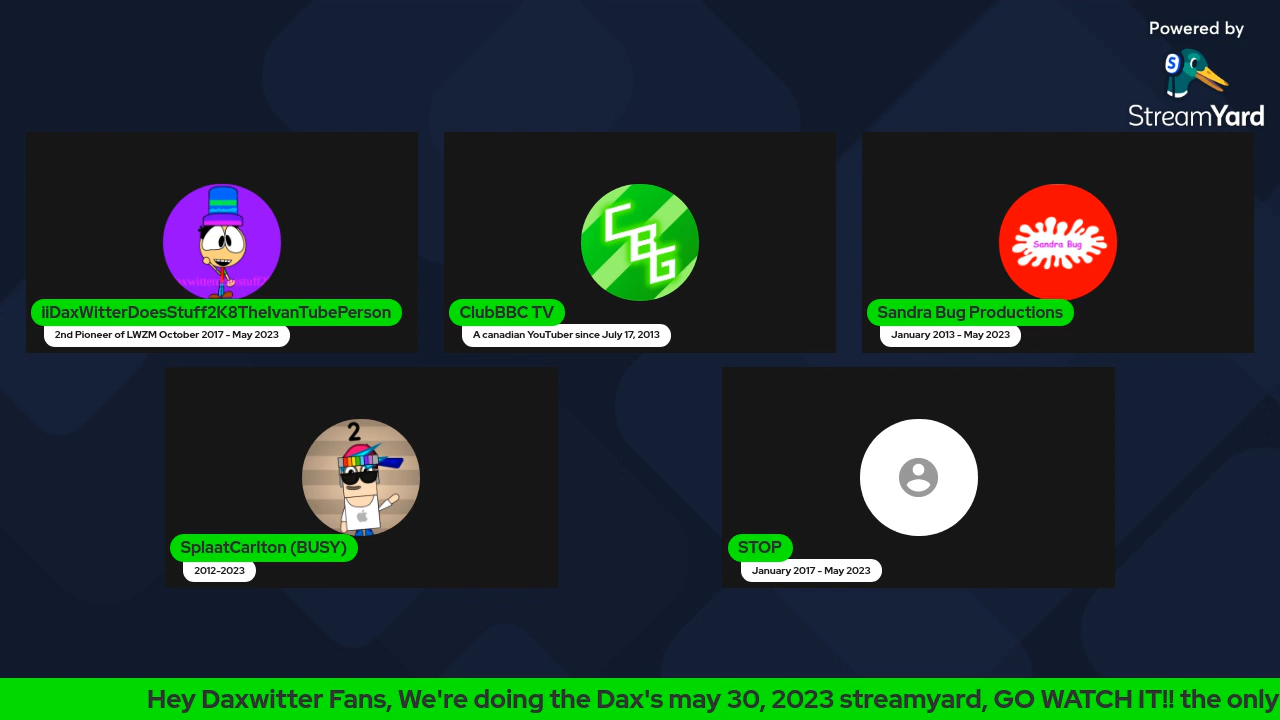 Powered by
StreamYard
iiDaxWitterDoesStuff2K8TheIvanTubePerson
2nd Pioneer of LWZM October 2017 - May 2023
CBG
ClubBBC TV
A canadian YouTuber since July 17, 2013
Sandra Bug
Sandra Bug Productions
January 2013 - May 2023
2
SplaatCarlton (BUSY)
2012-2023
STOP
January 2017 - May 2023
Hey Daxwitter Fans, We're doing the Dax's may 30, 2023 streamyard, GO WATCH IT!! the only